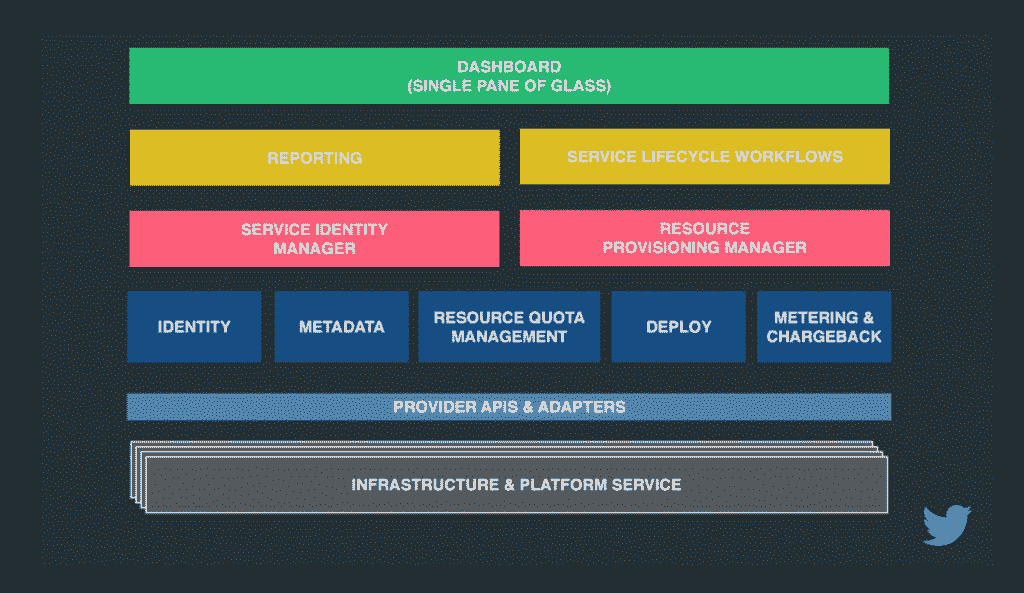 DASHBOARD
(SINGLE PANE OF GLASS)
REPORTING
SERVICE LIFECYCLE WORKFLOWS
SERVICE IDENTITY
MANAGER
RESOURCE
PROVISIONING MANAGER
IDENTITY
METADATA
RESOURCE QUOTA
MANAGEMENT
DEPLOY
METERING &
CHARGEBACK
PROVIDER APIS & ADAPTERS
INFRASTRUCTURE & PLATFORM SERVICE